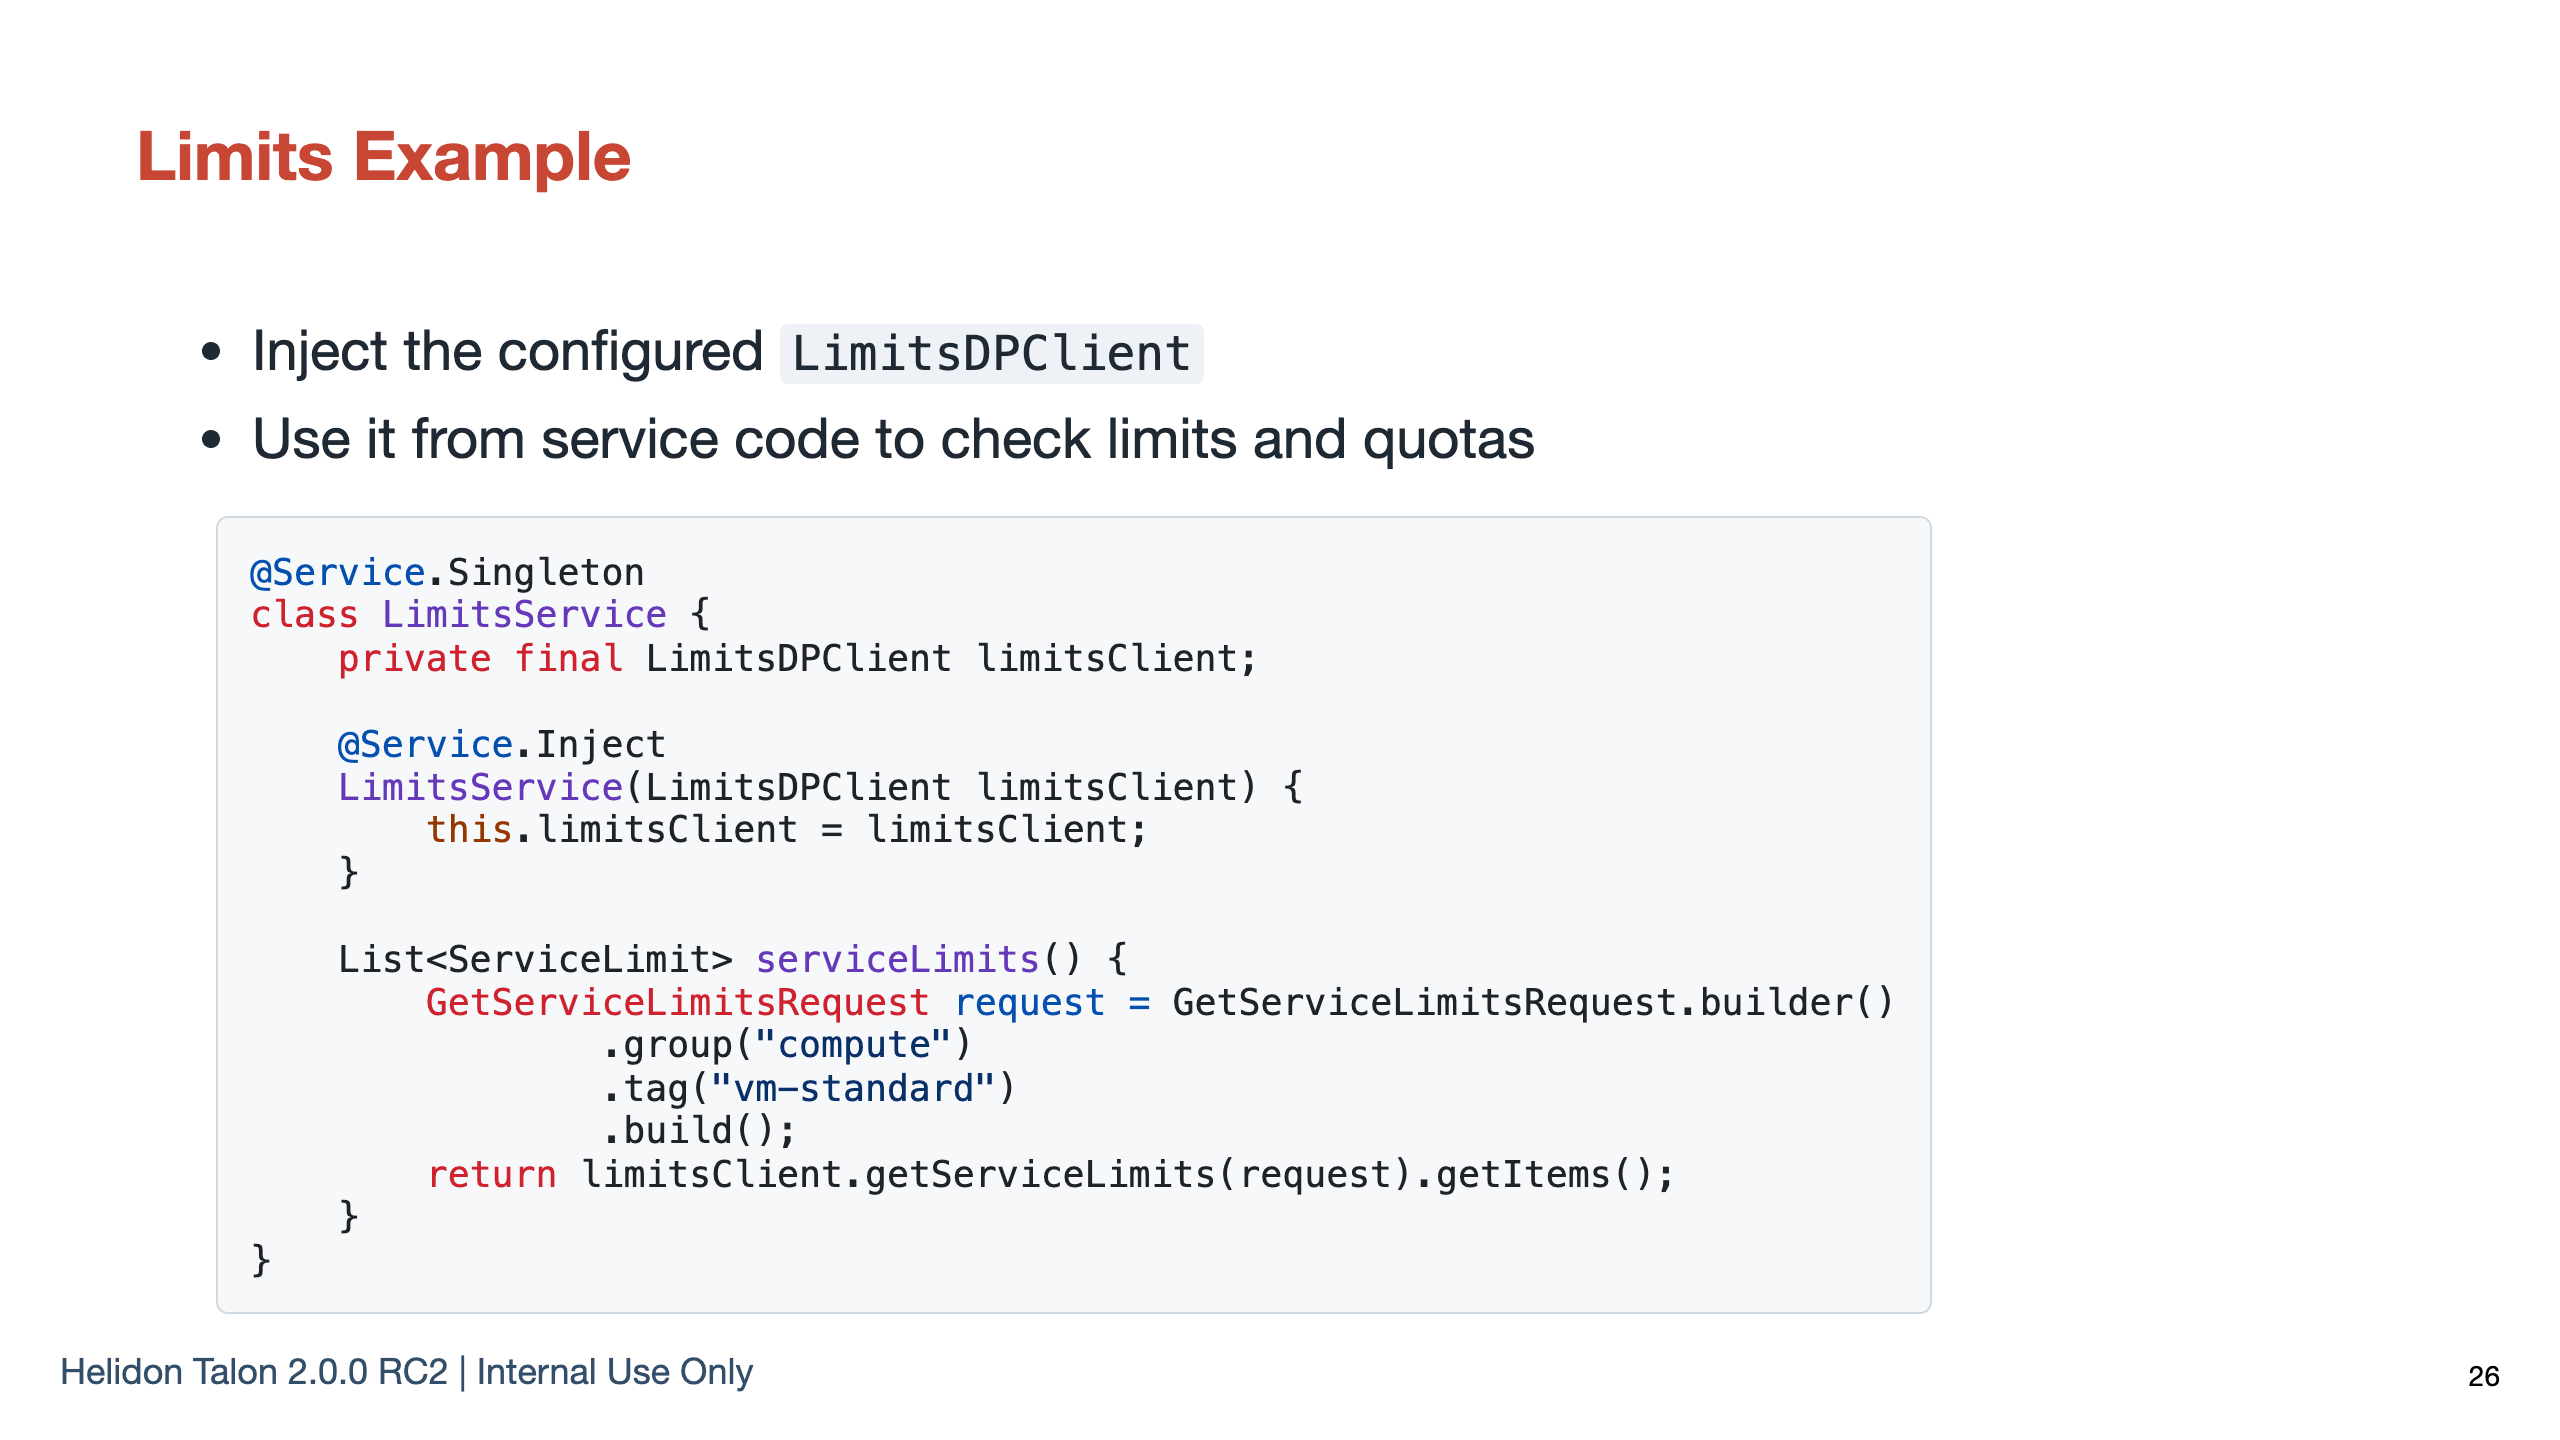 Limits Example
• Inject the configured LimitsDPClient
• Use it from service code to check limits and quotas
@Service.Singleton
class LimitsService {
    private final LimitsDPClient limitsClient;

    @Service.Inject
    LimitsService(LimitsDPClient limitsClient) {
        this.limitsClient = limitsClient;
    }

    List<ServiceLimit> serviceLimits() {
        GetServiceLimitsRequest request = GetServiceLimitsRequest.builder()
                .group("compute")
                .tag("vm-standard")
                .build();
        return limitsClient.getServiceLimits(request).getItems();
    }
}
Helidon Talon 2.0.0 RC2 | Internal Use Only
26